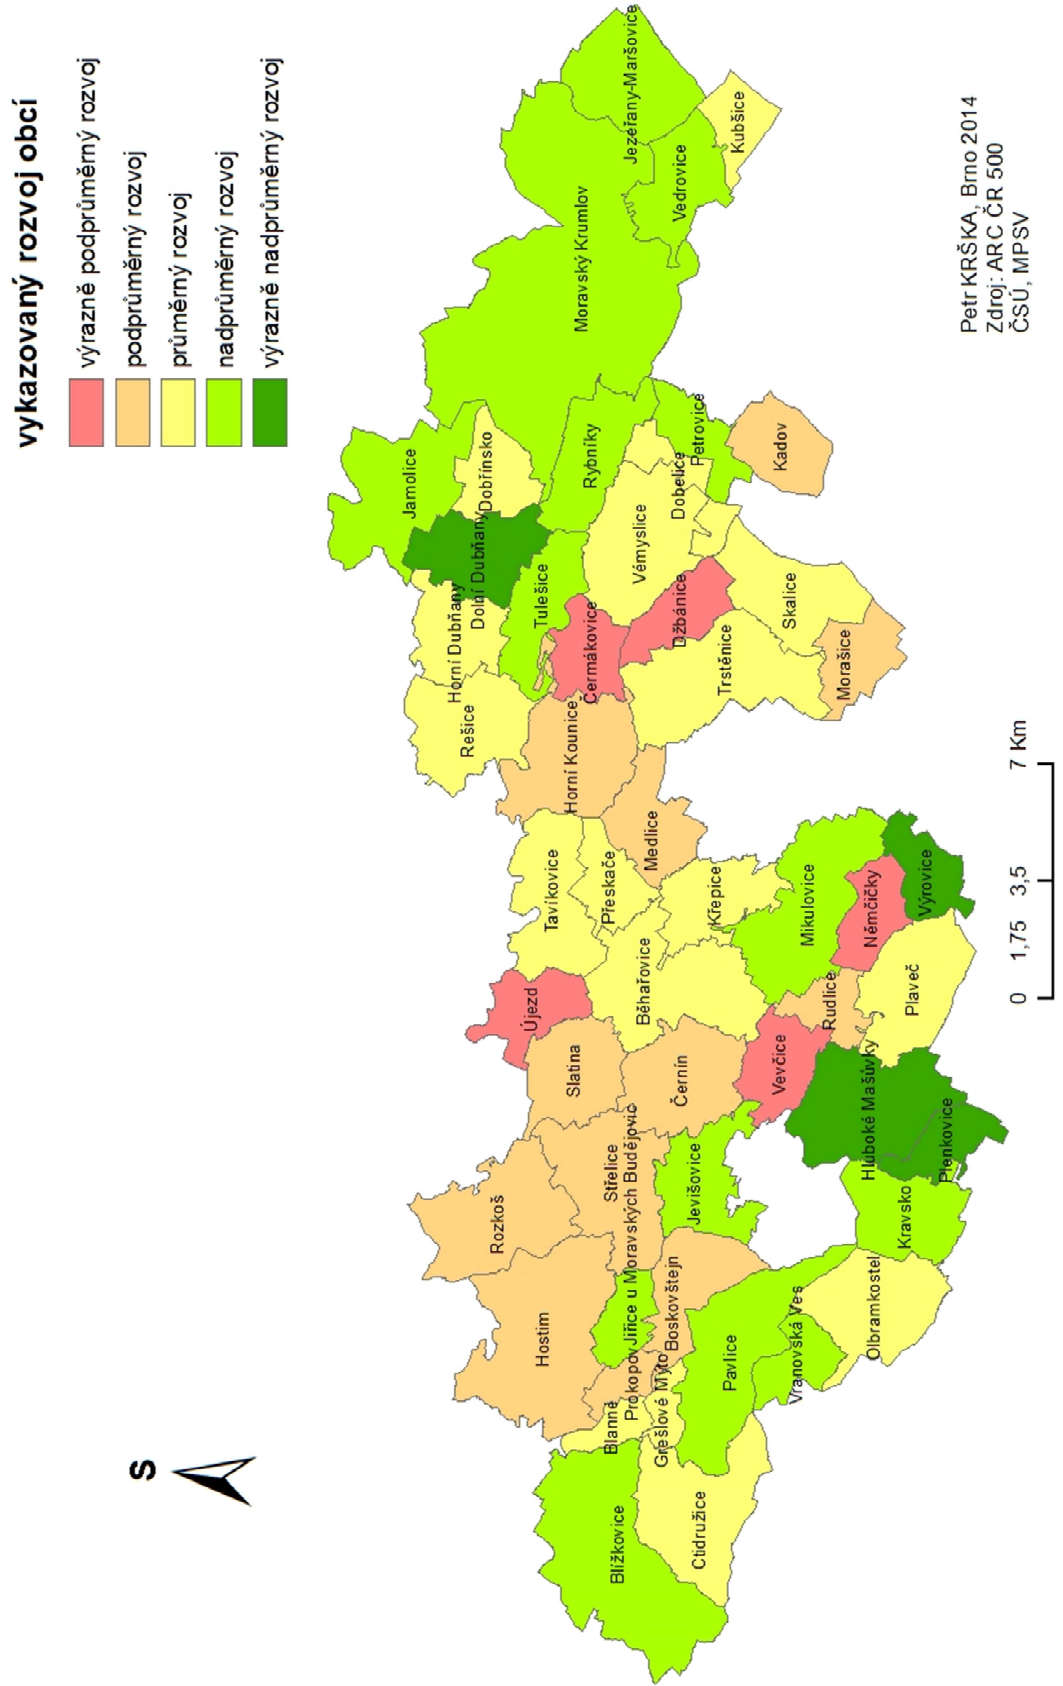 vykazovaný rozvoj obcí
výrazně podprůměrný rozvoj
podprůměrný rozvoj
průměrný rozvoj
nadprůměrný rozvoj
výrazně nadprůměrný rozvoj
S
Blížkovice
Ctidružice
Blanné
Grešlové Mýto
Prokopov
Hostim
Jiřice u Moravských Budějovic
Boskovštejn
Pavlice
Vranovská Ves
Olbramkostel
Rozkoš
Střelice
Jevišovice
Kravsko
Plenkovice
Hluboké Mašůvky
Slatina
Černín
Vevčice
Újezd
Běhařovice
Rudlice
Plaveč
Tavíkovice
Přeskače
Křepice
Mikulovice
Němčičky
Výrovice
Medlice
Horní Kounice
Rešice
Horní Dubňany
Dolní Dubňany
Tulešice
Čermákovice
Džbánice
Trstěnice
Morašice
Skalice
Jamolice
Dobřínsko
Rybníky
Vémyslice
Dobelice
Petrovice
Kadov
Moravský Krumlov
Vedrovice
Jezeřany-Maršovice
Kubšice
0 1,75 3,5 7 Km
Petr KRŠKA, Brno 2014
Zdroj: ARC ČR 500
ČSÚ, MPSV